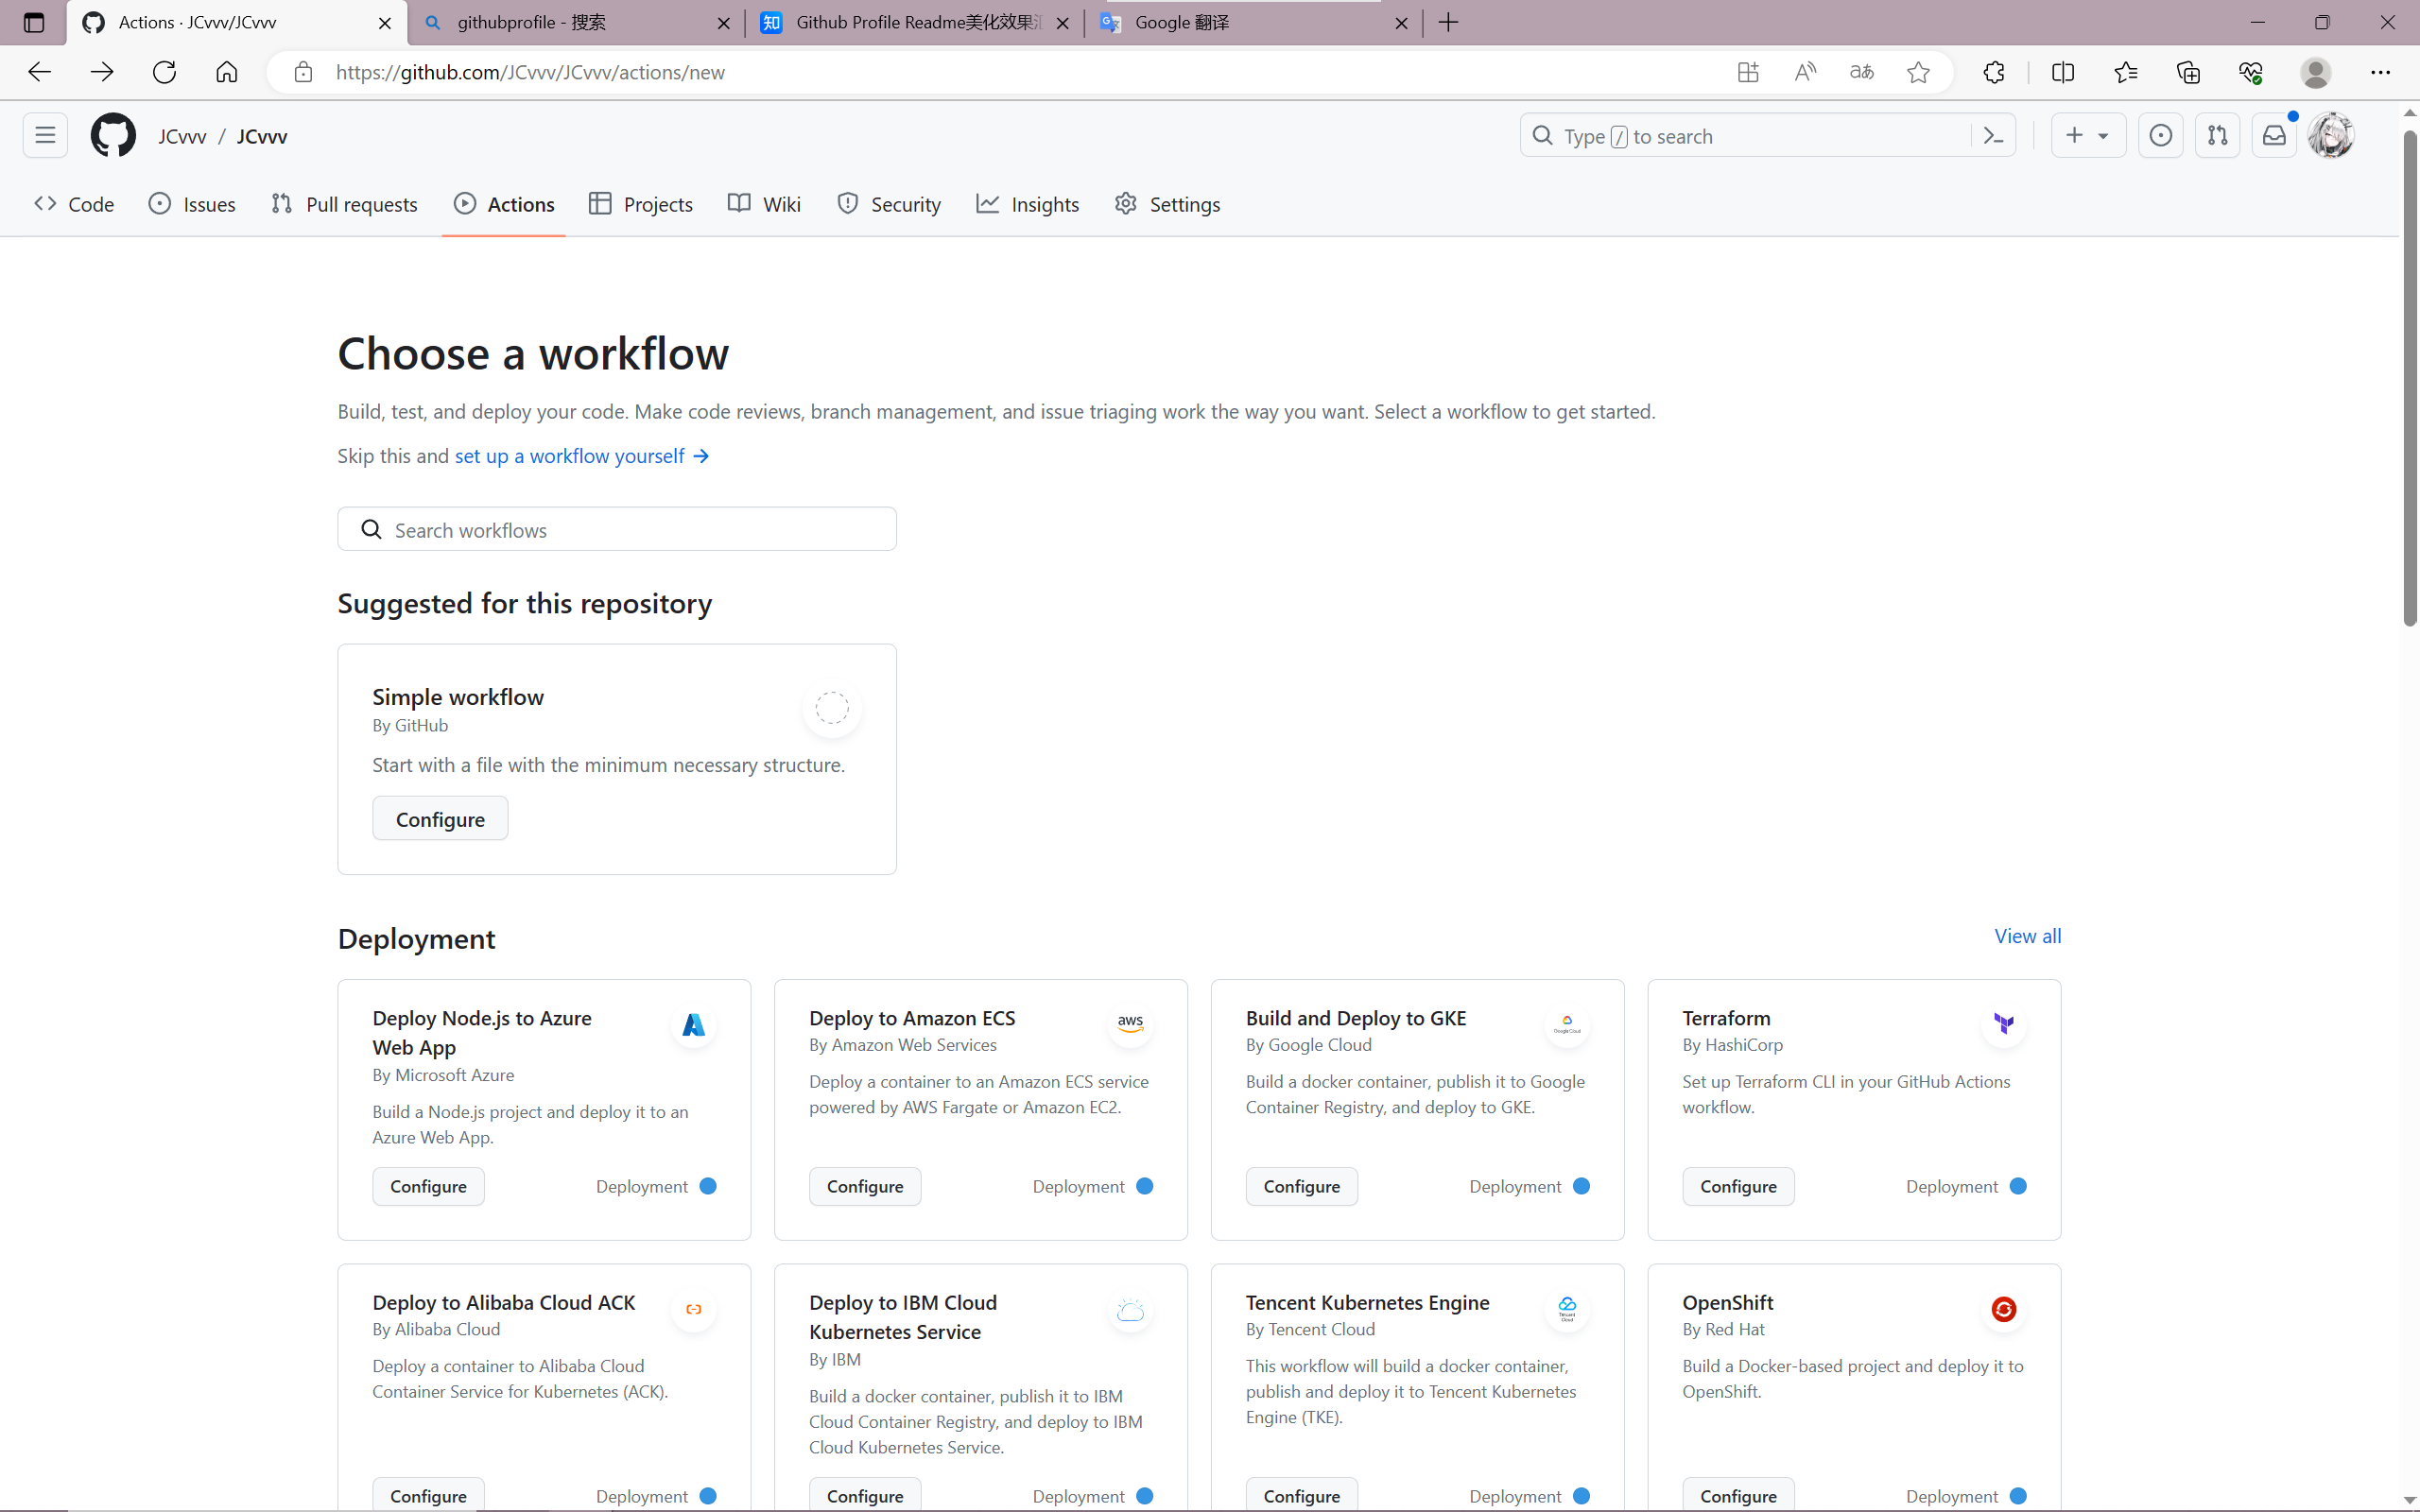 Actions · JCvvv/JCvvv
githubprofile - 搜索
知
Github Profile Readme美化效果汇
Google 翻译
https://github.com/JCvvv/JCvvv/actions/new
JCvvv / JCvvv
Type / to search
Code
Issues
Pull requests
Actions
Projects
Wiki
Security
Insights
Settings
Choose a workflow
Build, test, and deploy your code. Make code reviews, branch management, and issue triaging work the way you want. Select a workflow to get started.
Skip this and set up a workflow yourself →
Search workflows
Suggested for this repository
Simple workflow
By GitHub
Start with a file with the minimum necessary structure.
Configure
Deployment
View all
Deploy Node.js to Azure
Web App
By Microsoft Azure
Build a Node.js project and deploy it to an
Azure Web App.
Configure
Deployment
Deploy to Amazon ECS
aws
By Amazon Web Services
Deploy a container to an Amazon ECS service
powered by AWS Fargate or Amazon EC2.
Configure
Deployment
Build and Deploy to GKE
Google Cloud
By Google Cloud
Build a docker container, publish it to Google
Container Registry, and deploy to GKE.
Configure
Deployment
Terraform
By HashiCorp
Set up Terraform CLI in your GitHub Actions
workflow.
Configure
Deployment
Deploy to Alibaba Cloud ACK
By Alibaba Cloud
Deploy a container to Alibaba Cloud
Container Service for Kubernetes (ACK).
Configure
Deployment
Deploy to IBM Cloud
Kubernetes Service
By IBM
Build a docker container, publish it to IBM
Cloud Container Registry, and deploy to IBM
Cloud Kubernetes Service.
Configure
Deployment
Tencent Kubernetes Engine
Tencent
Cloud
By Tencent Cloud
This workflow will build a docker container,
publish and deploy it to Tencent Kubernetes
Engine (TKE).
Configure
Deployment
OpenShift
By Red Hat
Build a Docker-based project and deploy it to
OpenShift.
Configure
Deployment